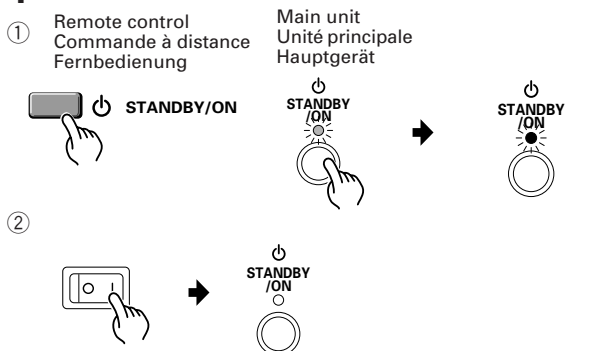 ①
Remote control
Commande à distance
Fernbedienung
STANDBY/ON
Main unit
Unité principale
Hauptgerät
STANDBY
/ON
STANDBY
/ON
②
STANDBY
/ON